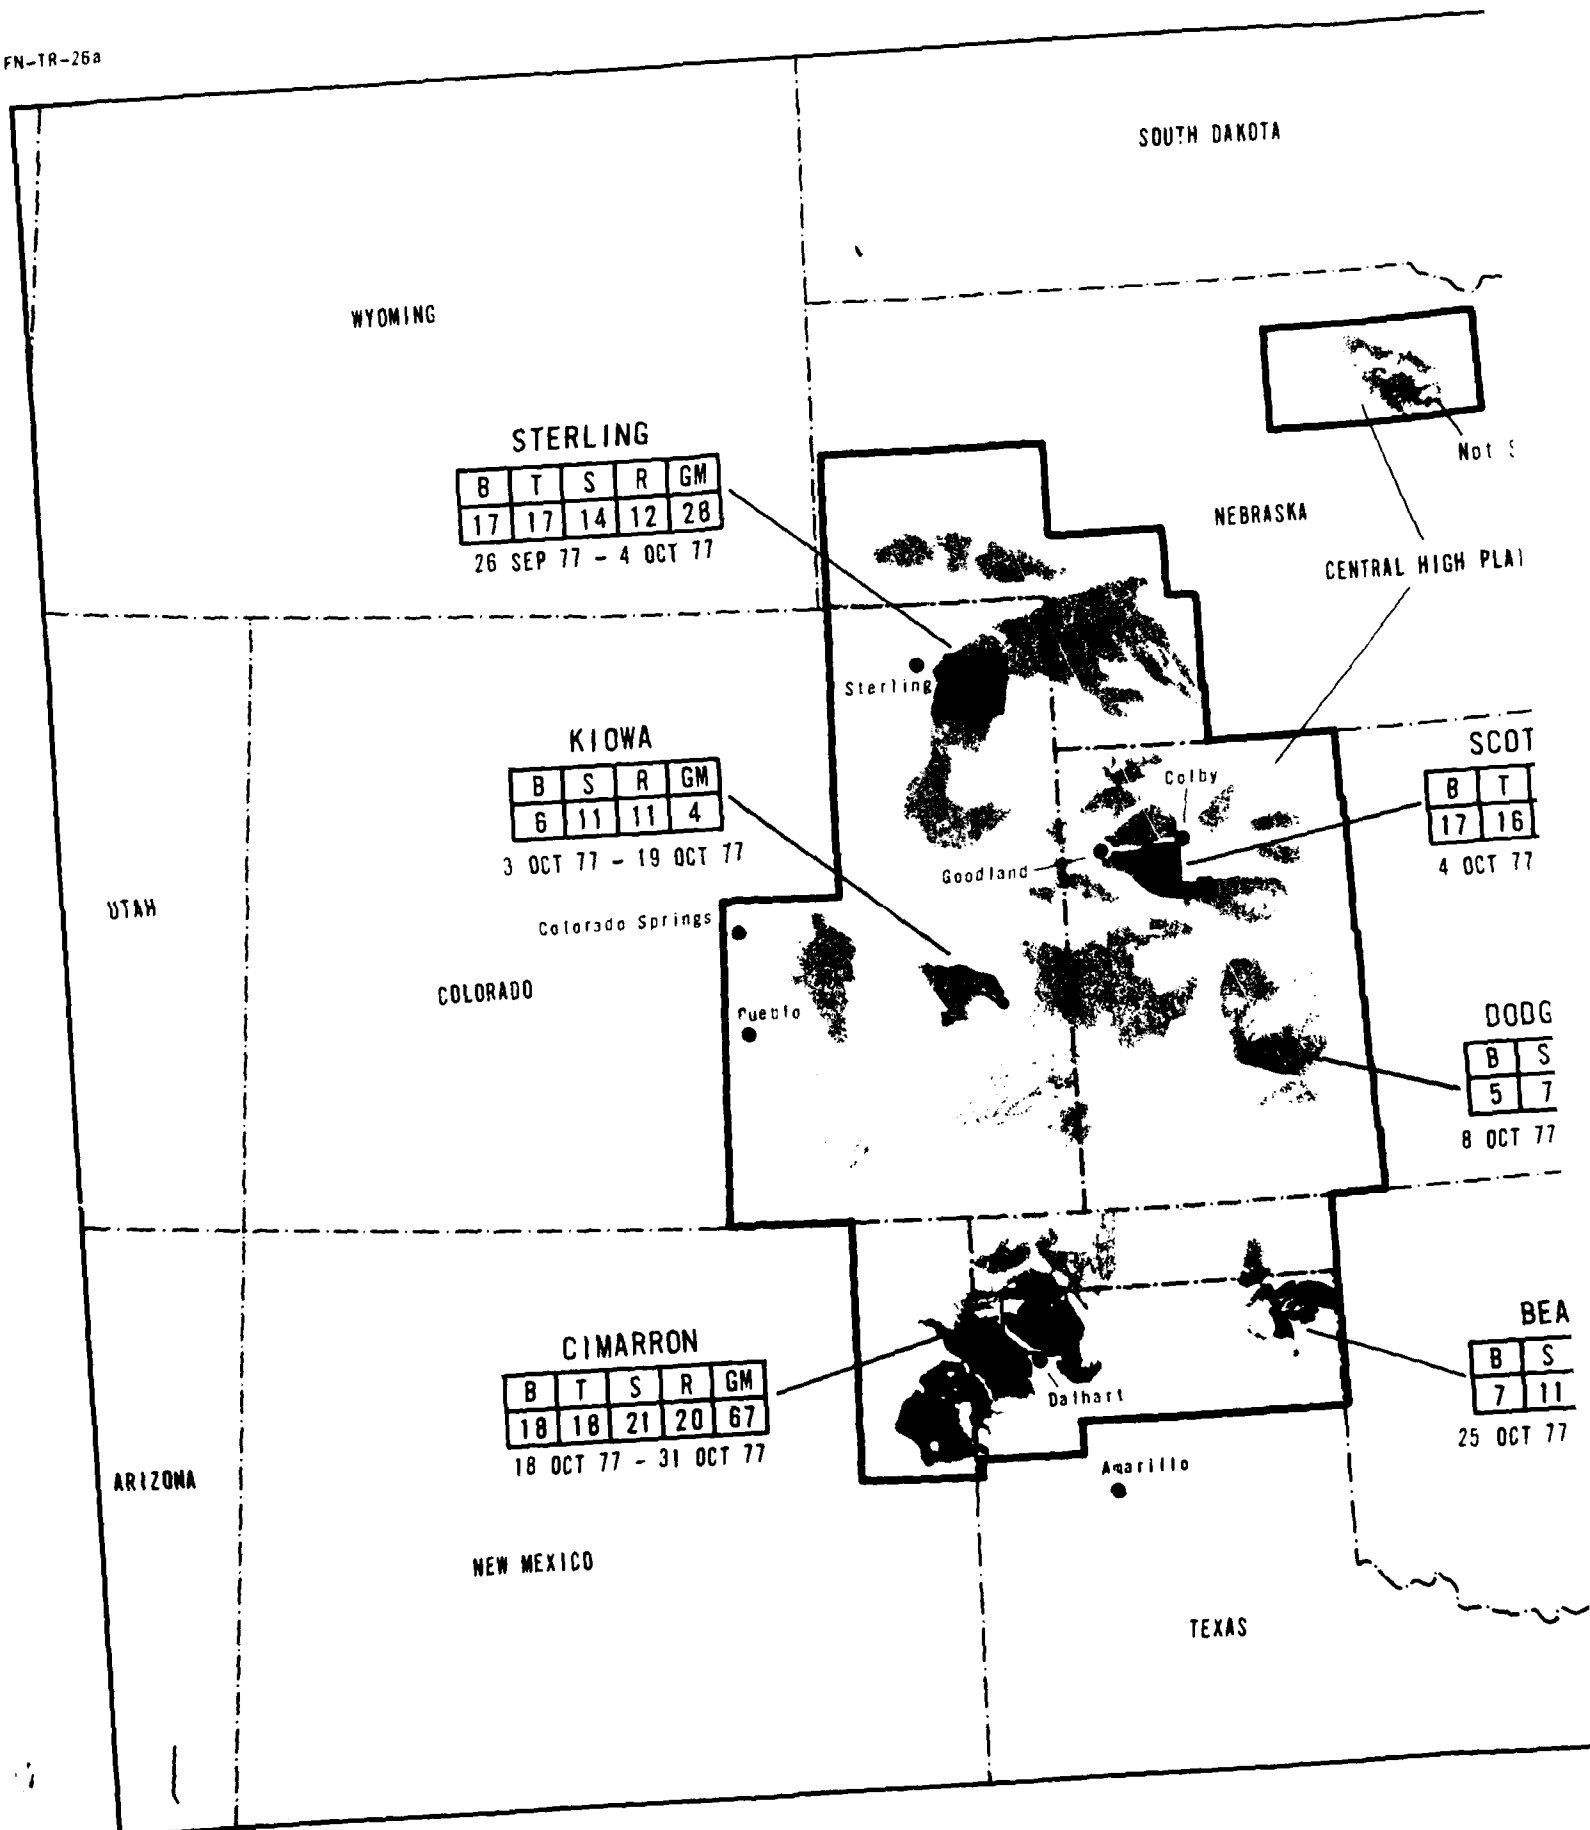 FN-TR-26a
SOUTH DAKOTA
WYOMING
STERLING
B T S R GM
17 17 14 12 28
26 SEP 77 - 4 OCT 77
Not
NEBRASKA
CENTRAL HIGH PLAI
Sterling
KIOWA
B S R GM
6 11 11 4
3 OCT 77 - 19 OCT 77
SCOT
B T
17 16
4 OCT 77
Colby
Goodland
UTAH
Colorado Springs
COLORADO
Pueblo
DODG
B S
5 7
8 OCT 77
CIMARRON
B T S R GM
18 18 21 20 67
18 OCT 77 - 31 OCT 77
BEA
B S
7 11
25 OCT 77
Dalhart
Amarillo
ARIZONA
NEW MEXICO
TEXAS